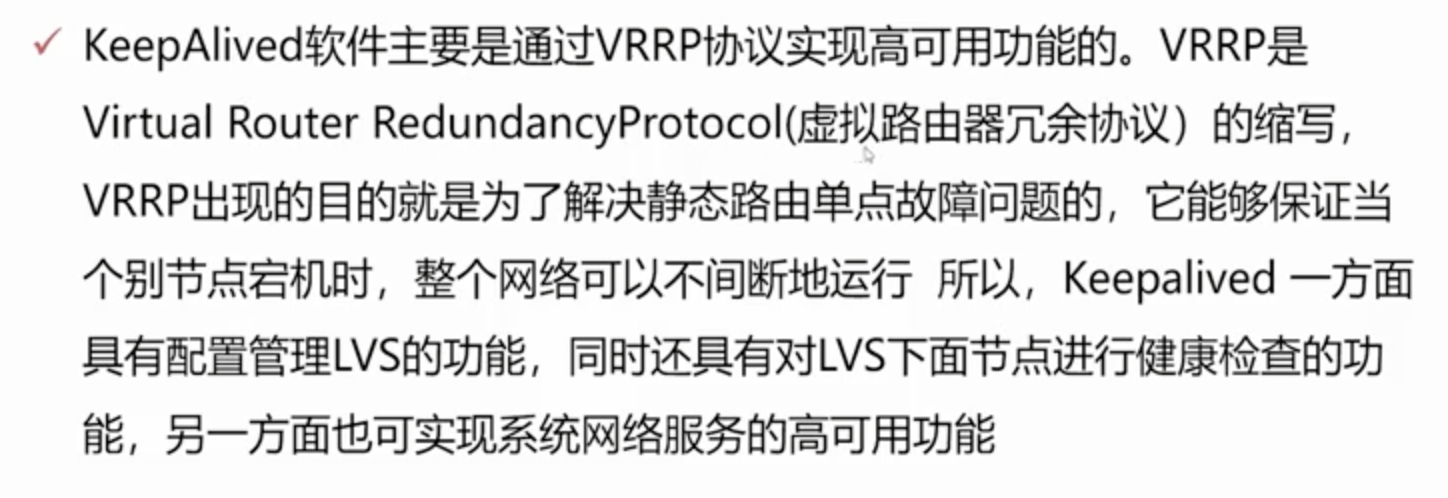 ✓ KeepAlived软件主要是通过VRRP协议实现高可用功能的。VRRP是
Virtual Router RedundancyProtocol(虚拟路由器冗余协议）的缩写，
VRRP出现的目的就是为了解决静态路由单点故障问题的，它能够保证当
个别节点宕机时，整个网络可以不间断地运行 所以，Keepalived 一方面
具有配置管理LVS的功能，同时还具有对LVS下面节点进行健康检查的功
能，另一方面也可实现系统网络服务的高可用功能